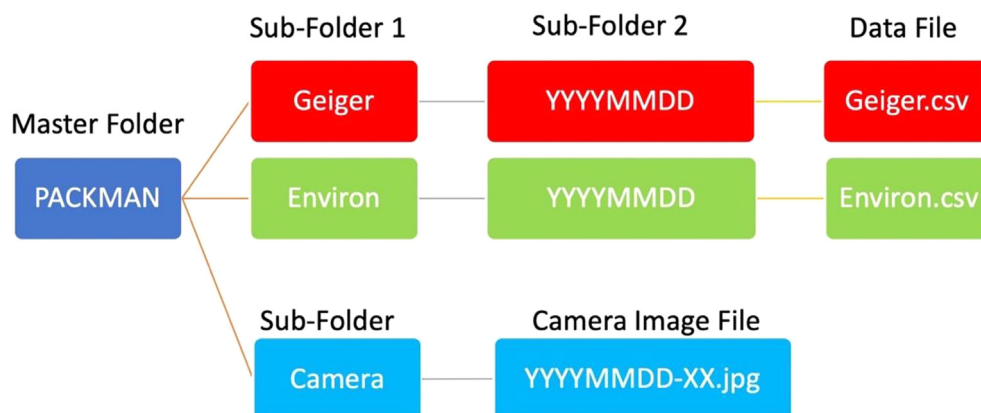 Sub-Folder 1
Sub-Folder 2
Data File
Geiger
YYYYMMDD
Geiger.csv
Master Folder
PACKMAN
Environ
YYYYMMDD
Environ.csv
Sub-Folder
Camera Image File
Camera
YYYYMMDD-XX.jpg